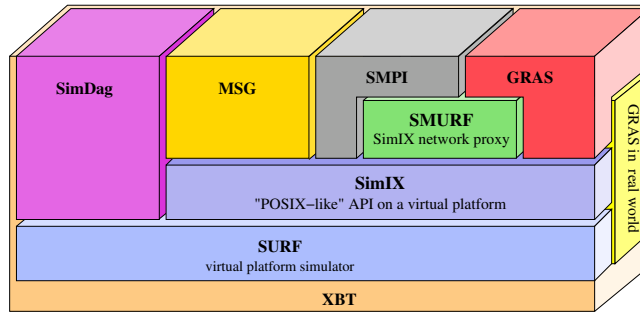 SimDag
MSG
SMPI
GRAS
SMURF
SimIX network proxy
SimIX
"POSIX−like" API on a virtual platform
SURF
virtual platform simulator
XBT
GRAS in real world